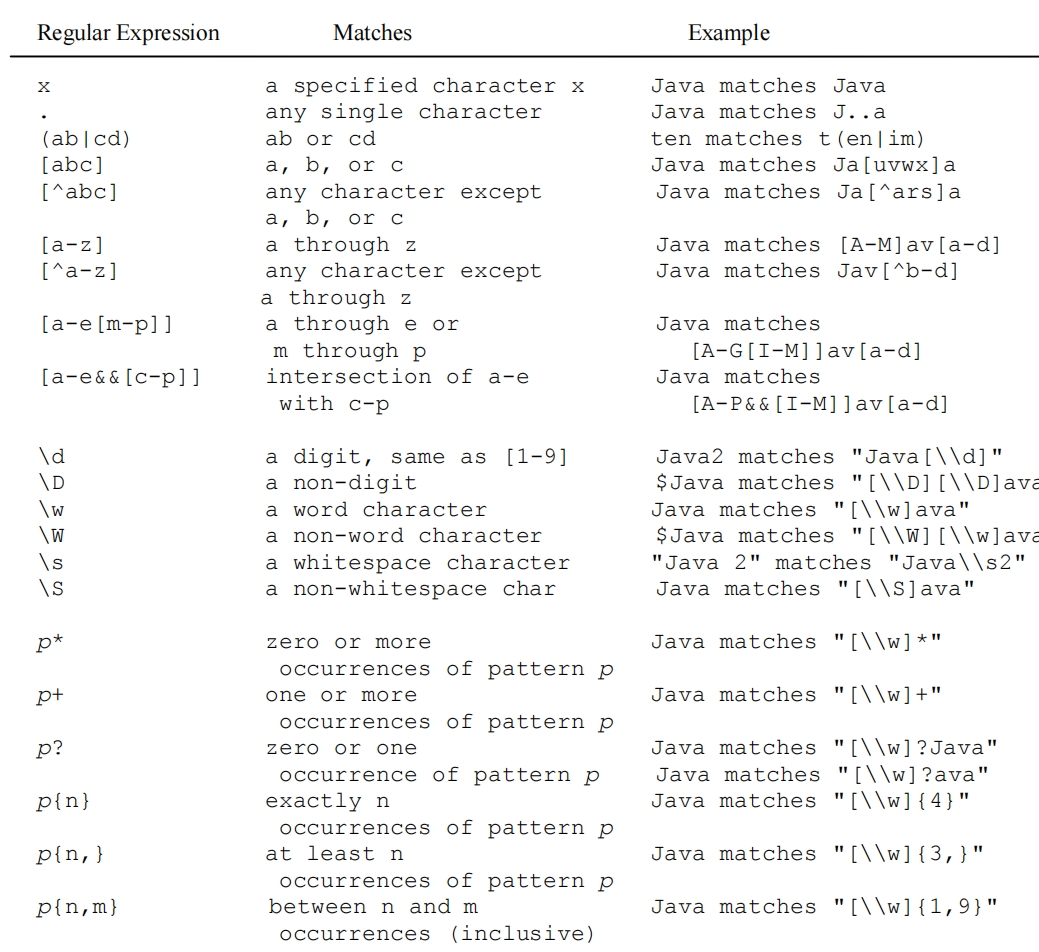 Regular Expression Matches Example
x a specified character x Java matches Java
. any single character Java matches J..a
(ab|cd) ab or cd ten matches t(en|im)
[abc] a, b, or c Java matches Ja[uvwx]a
[^abc] any character except Java matches Ja[^ars]a
a, b, or c
[a-z] a through z Java matches [A-M]av[a-d]
[^a-z] any character except Java matches Jav[^b-d]
a through z
[a-e[m-p]] a through e or Java matches
m through p [A-G[I-M]]av[a-d]
[a-e&&[c-p]] intersection of a-e Java matches
with c-p [A-P&&[I-M]]av[a-d]
\d a digit, same as [1-9] Java2 matches "Java[\\d]"
\D a non-digit $Java matches "[\\D][\\D]ava
\w a word character Java matches "[\\w]ava"
\W a non-word character $Java matches "[\\W][\\w]ava
\s a whitespace character "Java 2" matches "Java\\s2"
\S a non-whitespace char Java matches "[\\S]ava"
p* zero or more Java matches "[\\w]*"
occurrences of pattern p
p+ one or more Java matches "[\\w]+"
occurrences of pattern p
p? zero or one Java matches "[\\w]?Java"
occurrence of pattern p Java matches "[\\w]?ava"
p{n} exactly n Java matches "[\\w]{4}"
occurrences of pattern p
p{n,} at least n Java matches "[\\w]{3,}"
occurrences of pattern p
p{n,m} between n and m Java matches "[\\w]{1,9}"
occurrences (inclusive)